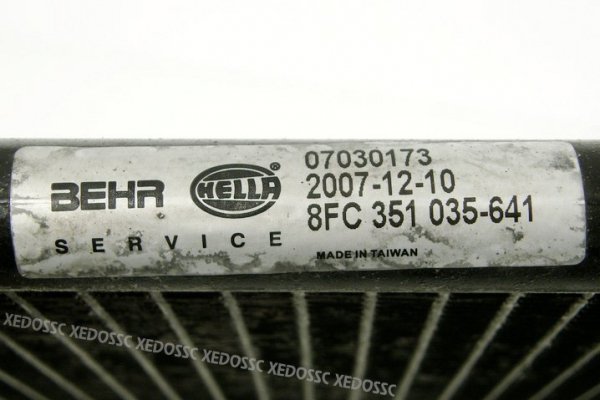 BEHR HELLA ®
SERVICE
07030173
2007-12-10
8FC 351 035-641
MADE IN TAIWAN
XEDOSSC XEDOSSC XEDOSSC XEDOSSC XEDOSSC XEDOSSC